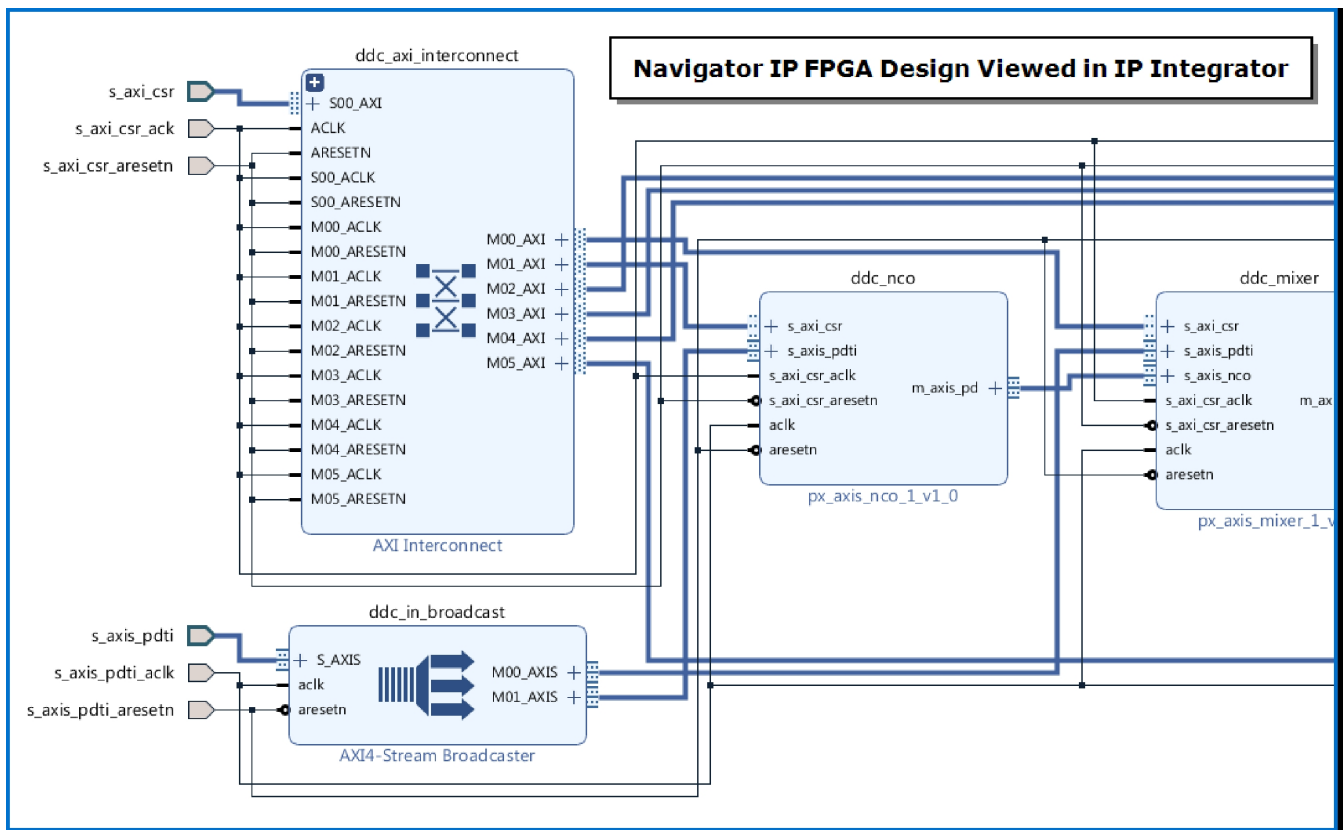 Navigator IP FPGA Design Viewed in IP Integrator
ddc_axi_interconnect
s_axi_csr
s_axi_csr_ack
s_axi_csr_aresetn
S00_AXI
ACLK
ARESETN
S00_ACLK
S00_ARESETN
M00_ACLK
M00_ARESETN
M01_ACLK
M01_ARESETN
M02_ACLK
M02_ARESETN
M03_ACLK
M03_ARESETN
M04_ACLK
M04_ARESETN
M05_ACLK
M05_ARESETN
M00_AXI
M01_AXI
M02_AXI
M03_AXI
M04_AXI
M05_AXI
AXI Interconnect
ddc_nco
s_axi_csr
s_axis_pdti
s_axi_csr_aclk
s_axi_csr_aresetn
aclk
aresetn
m_axis_pd
px_axis_nco_1_v1_0
ddc_mixer
s_axi_csr
s_axis_pdti
s_axis_nco
s_axi_csr_aclk
s_axi_csr_aresetn
aclk
aresetn
m_ax
px_axis_mixer_1_v
ddc_in_broadcast
s_axis_pdti
s_axis_pdti_aclk
s_axis_pdti_aresetn
S_AXIS
aclk
aresetn
M00_AXIS
M01_AXIS
AXI4-Stream Broadcaster